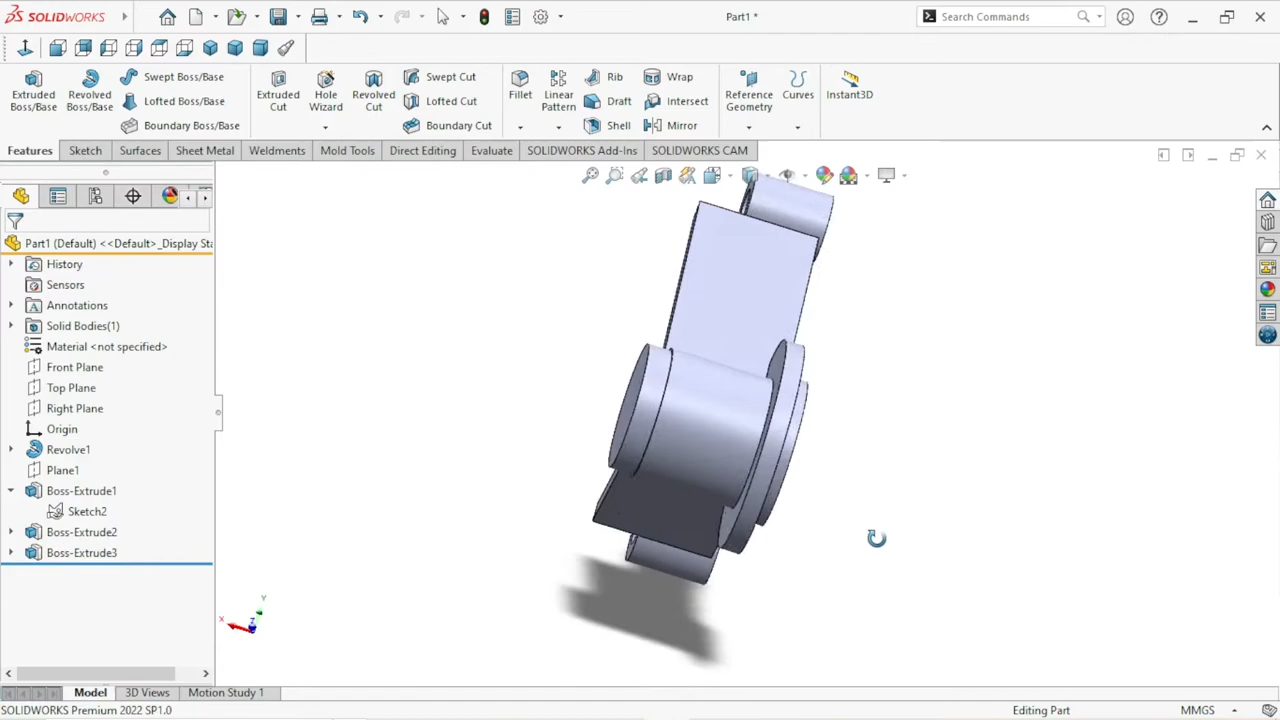 SOLIDWORKS
Part1 *
Search Commands
Extruded Boss/Base
Revolved Boss/Base
Swept Boss/Base
Lofted Boss/Base
Boundary Boss/Base
Extruded Cut
Hole Wizard
Revolved Cut
Swept Cut
Lofted Cut
Boundary Cut
Fillet
Linear Pattern
Rib
Draft
Shell
Wrap
Intersect
Mirror
Reference Geometry
Curves
Instant3D
Features
Sketch
Surfaces
Sheet Metal
Weldments
Mold Tools
Direct Editing
Evaluate
SOLIDWORKS Add-Ins
SOLIDWORKS CAM
Part1 (Default) <<Default>_Display Sta
History
Sensors
Annotations
Solid Bodies(1)
Material <not specified>
Front Plane
Top Plane
Right Plane
Origin
Revolve1
Plane1
Boss-Extrude1
Sketch2
Boss-Extrude2
Boss-Extrude3
Y
X
Z
Model
3D Views
Motion Study 1
SOLIDWORKS Premium 2022 SP1.0
Editing Part
MMGS